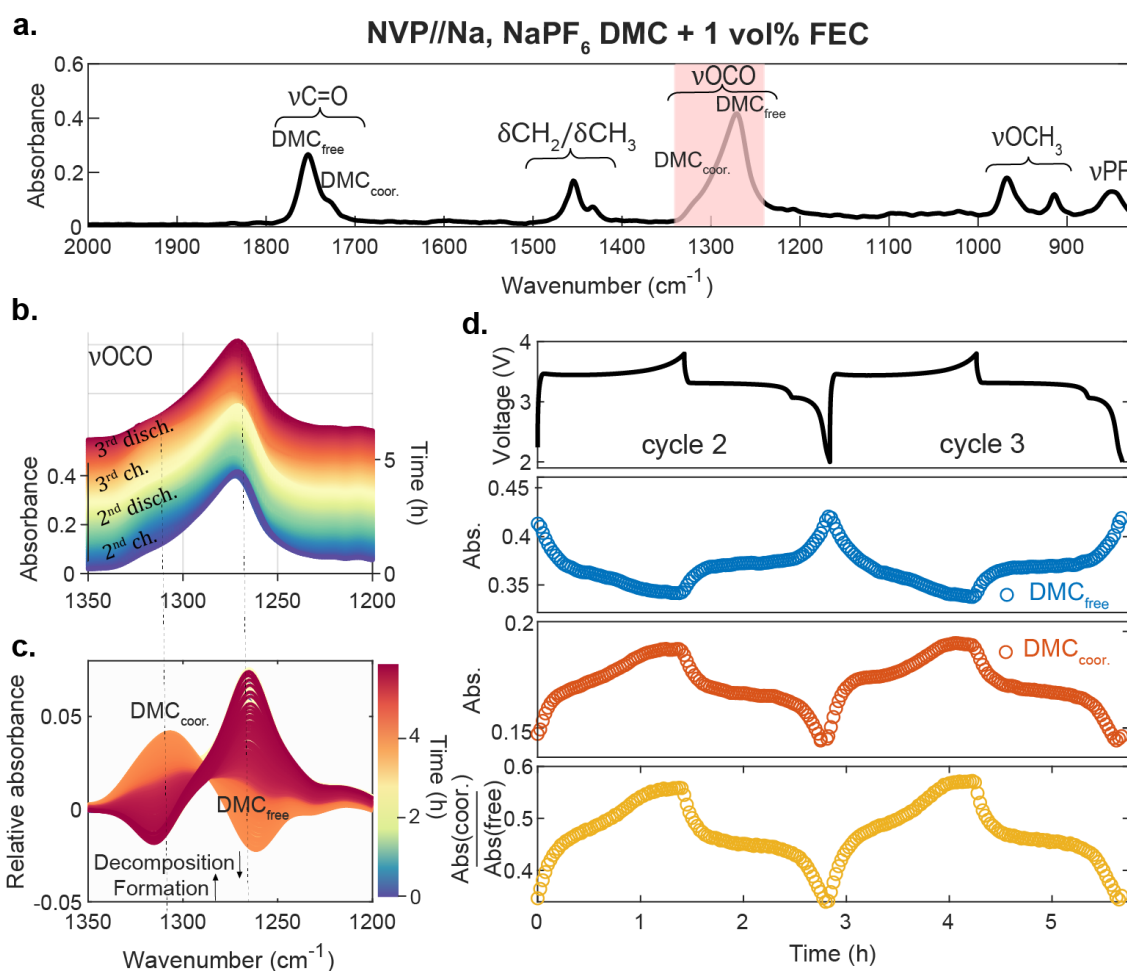 a.
NVP//Na, NaPF6 DMC + 1 vol% FEC
Absorbance
0.6
0.4
0.2
0
νC=O
DMCfree
DMCcoor.
δCH2/δCH3
νOCO
DMCfree
DMCcoor.
νOCH3
νPF
2000 1900 1800 1700 1600 1500 1400 1300 1200 1100 1000 900
Wavenumber (cm-1)
b.
νOCO
3rd disch.
3rd ch.
2nd disch.
2nd ch.
Absorbance
0.4
0.2
0
5
0
Time (h)
1350 1300 1250 1200
c.
Relative absorbance
0.05
0
-0.05
DMCcoor.
DMCfree
Decomposition
Formation
4
2
0
Time (h)
1350 1300 1250 1200
Wavenumber (cm-1)
d.
Voltage (V)
4
3
2
cycle 2 cycle 3
Abs.
0.45
0.4
0.35
DMCfree
Abs.
0.2
0.15
DMCcoor.
Abs(coor.)
Abs(free)
0.6
0.5
0.4
0 1 2 3 4 5
Time (h)